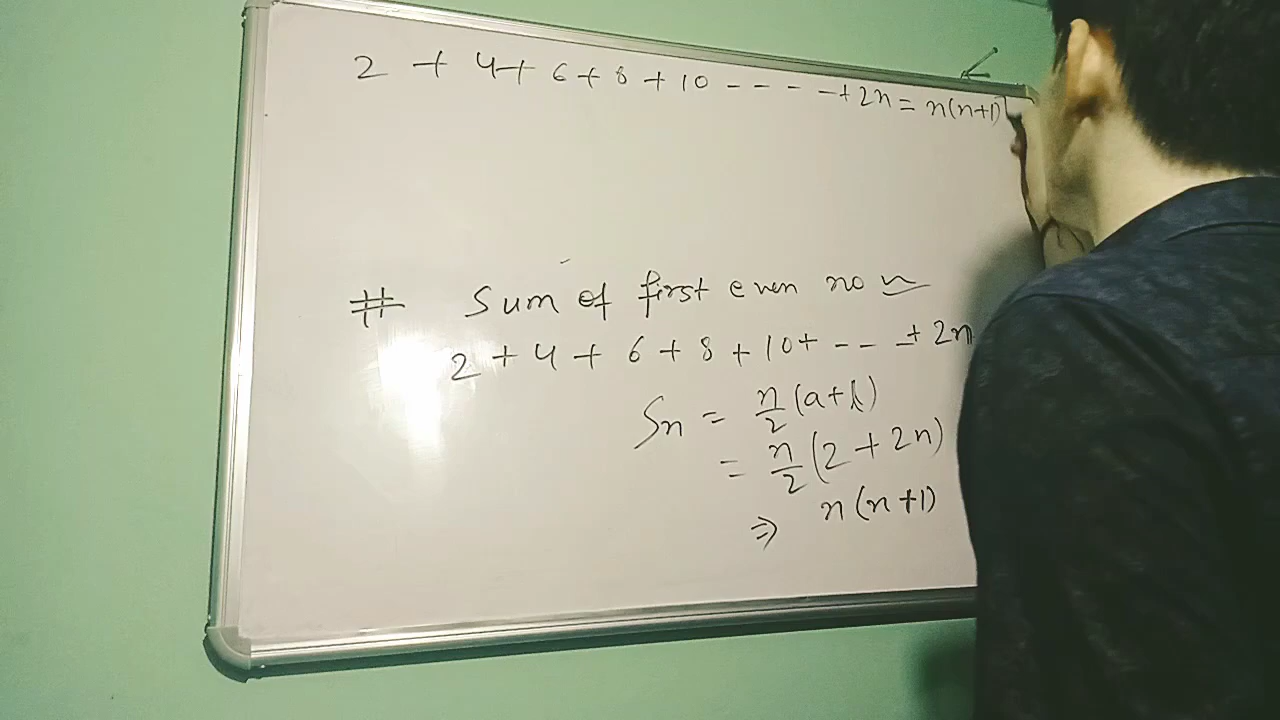 2 + 4 + 6 + 8 + 10 ----- + 2n = n(n+1)
# Sum of first even no n
2 + 4 + 6 + 8 + 10 + --- + 2n
Sn = n/2 (a+l)
= n/2 (2 + 2n)
⇒ n(n+1)